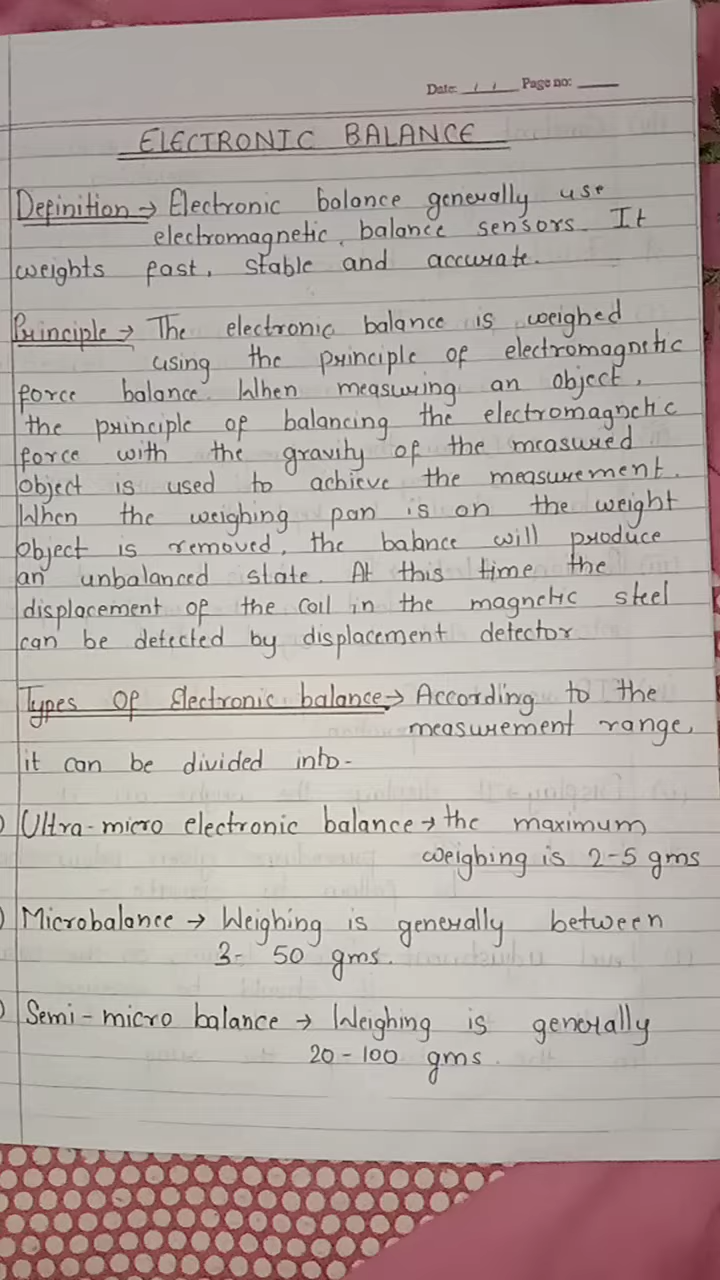 Date: / / Page no:
ELECTRONIC BALANCE
Definition → Electronic balance generally use
electromagnetic, balance sensors. It
weights fast, stable and accurate.
Principle → The electronic balance is weighed
using the principle of electromagnetic
force balance. When measuring an object,
the principle of balancing the electromagnetic
force with the gravity of the measured
object is used to achieve the measurement.
When the weighing pan is on the weight
object is removed, the balance will produce
an unbalanced state. At this time the
displacement of the coil in the magnetic steel
can be detected by displacement detector
Types Of Electronic balance → According to the
measurement range,
it can be divided into-
) Ultra-micro electronic balance → the maximum
weighing is 2-5 gms
) Microbalance → Weighing is generally between
3- 50 gms.
) Semi-micro balance → Weighing is generally
20-100 gms.